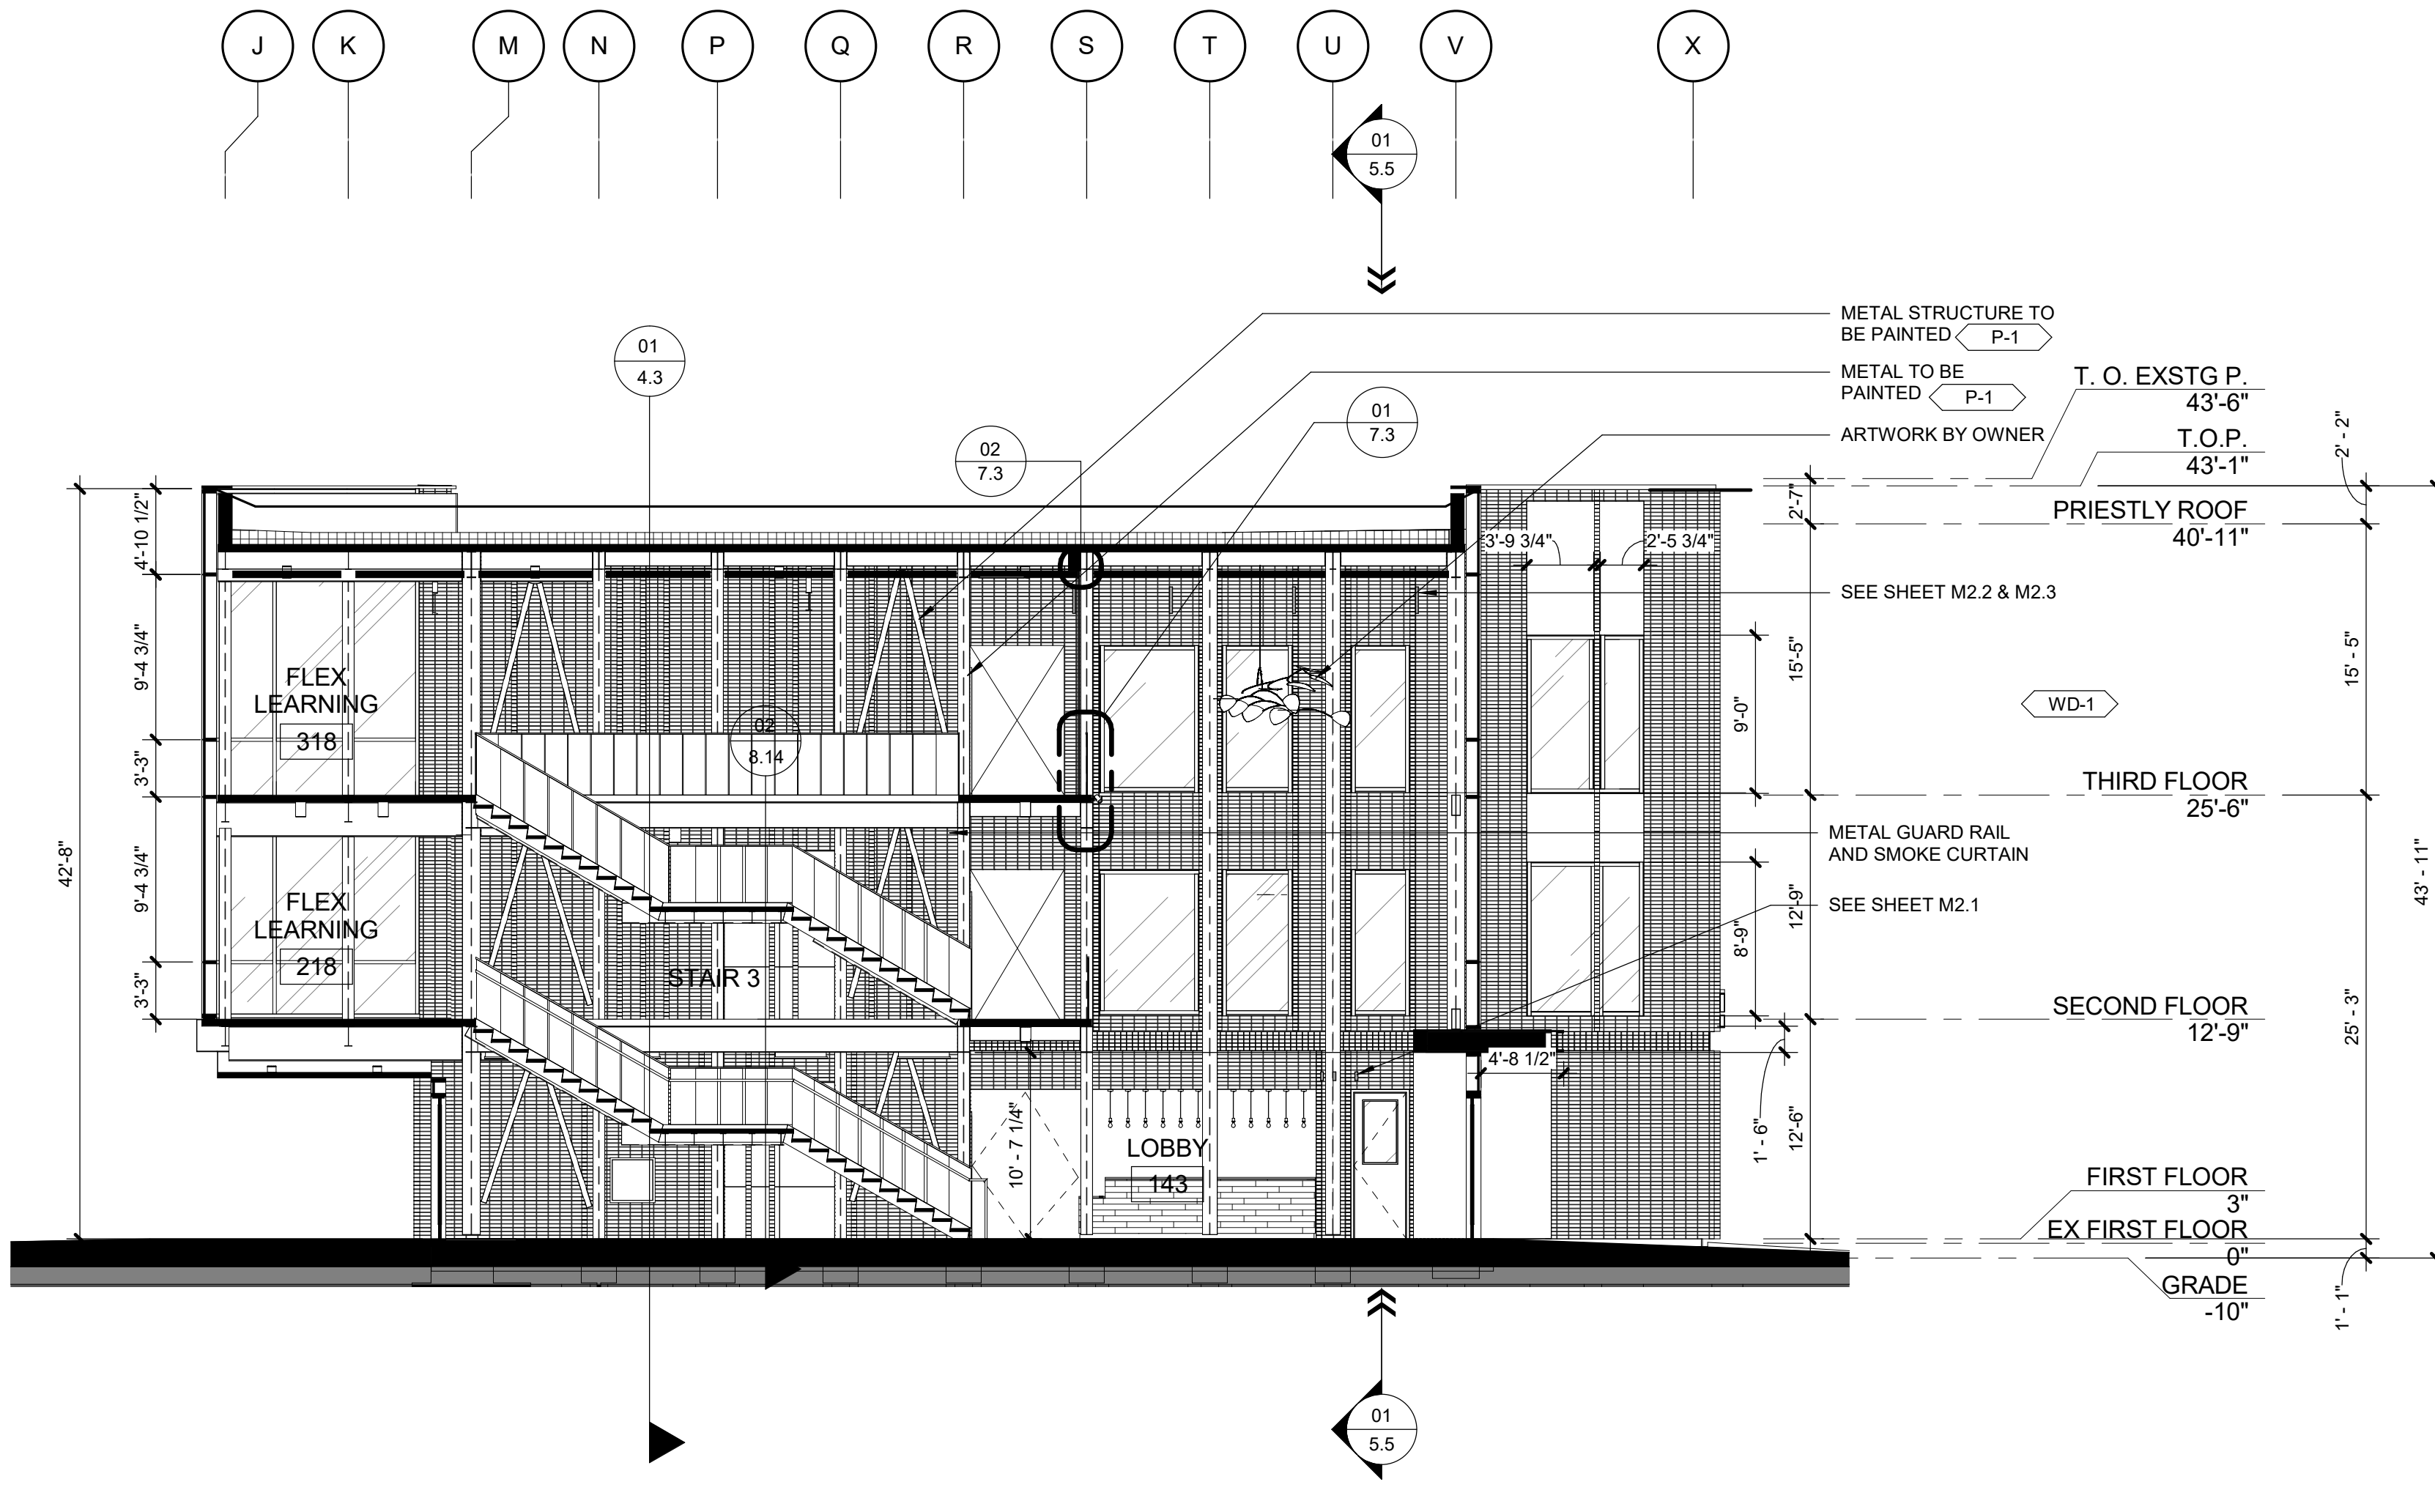 J K M N P Q R S T U V X
01
5.5
METAL STRUCTURE TO
BE PAINTED P-1
01
4.3
METAL TO BE
PAINTED P-1
T. O. EXSTG P.
43'-6"
01
7.3
ARTWORK BY OWNER
T.O.P.
43'-1"
2' - 2"
02
7.3
4'-10 1/2"
2'-7"
PRIESTLY ROOF
40'-11"
3'-9 3/4"
2'-5 3/4"
SEE SHEET M2.2 & M2.3
9'-4 3/4"
FLEX
LEARNING
318
15'-5"
15' - 5"
9'-0"
WD-1
02
8.14
3'-3"
THIRD FLOOR
25'-6"
METAL GUARD RAIL
AND SMOKE CURTAIN
42'-8"
43' - 11"
9'-4 3/4"
FLEX
LEARNING
218
SEE SHEET M2.1
12'-9"
8'-9"
STAIR 3
3'-3"
SECOND FLOOR
12'-9"
25' - 3"
4'-8 1/2"
10' - 7 1/4"
LOBBY
143
1' - 6"
12'-6"
FIRST FLOOR
3"
EX FIRST FLOOR
0"
GRADE
-10"
1' - 1"
01
5.5